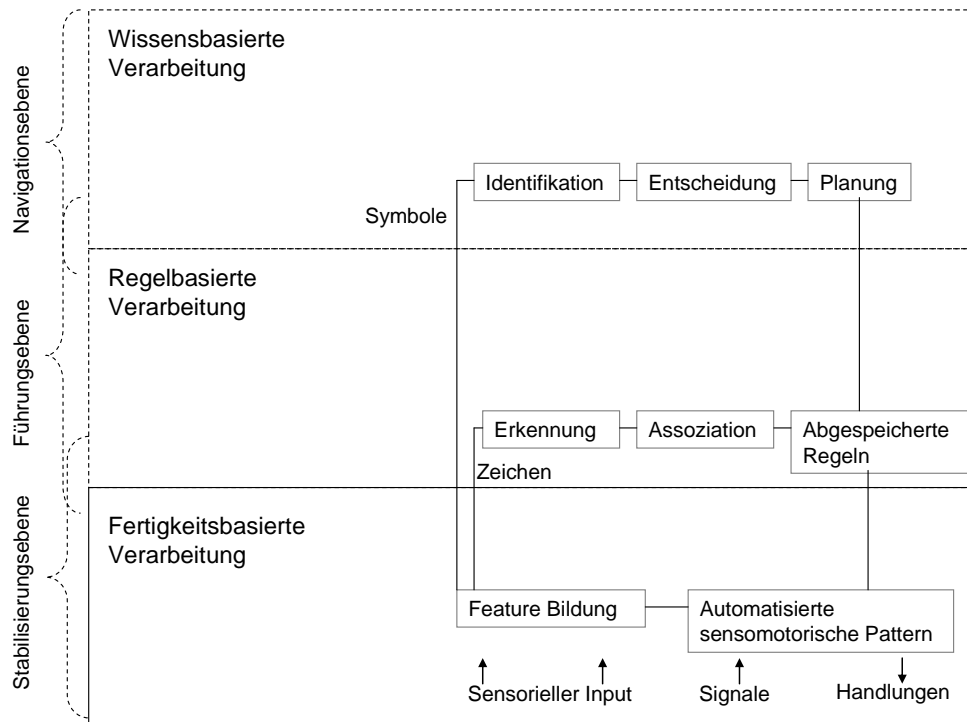 Navigationsebene
Führungsebene
Stabilisierungsebene
Wissensbasierte
Verarbeitung
Identifikation
Entscheidung
Planung
Symbole
Regelbasierte
Verarbeitung
Erkennung
Assoziation
Abgespeicherte
Regeln
Zeichen
Fertigkeitsbasierte
Verarbeitung
Feature Bildung
Automatisierte
sensomotorische Pattern
Sensorieller Input
Signale
Handlungen